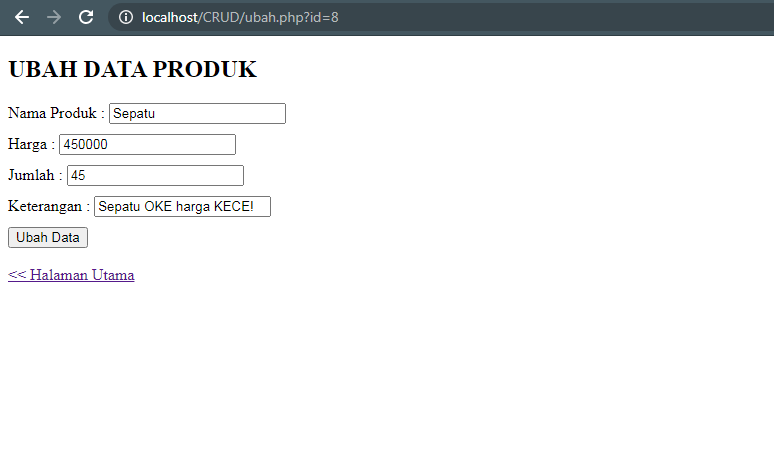 localhost/CRUD/ubah.php?id=8
UBAH DATA PRODUK
Nama Produk : Sepatu
Harga : 450000
Jumlah : 45
Keterangan : Sepatu OKE harga KECE!
Ubah Data
<< Halaman Utama